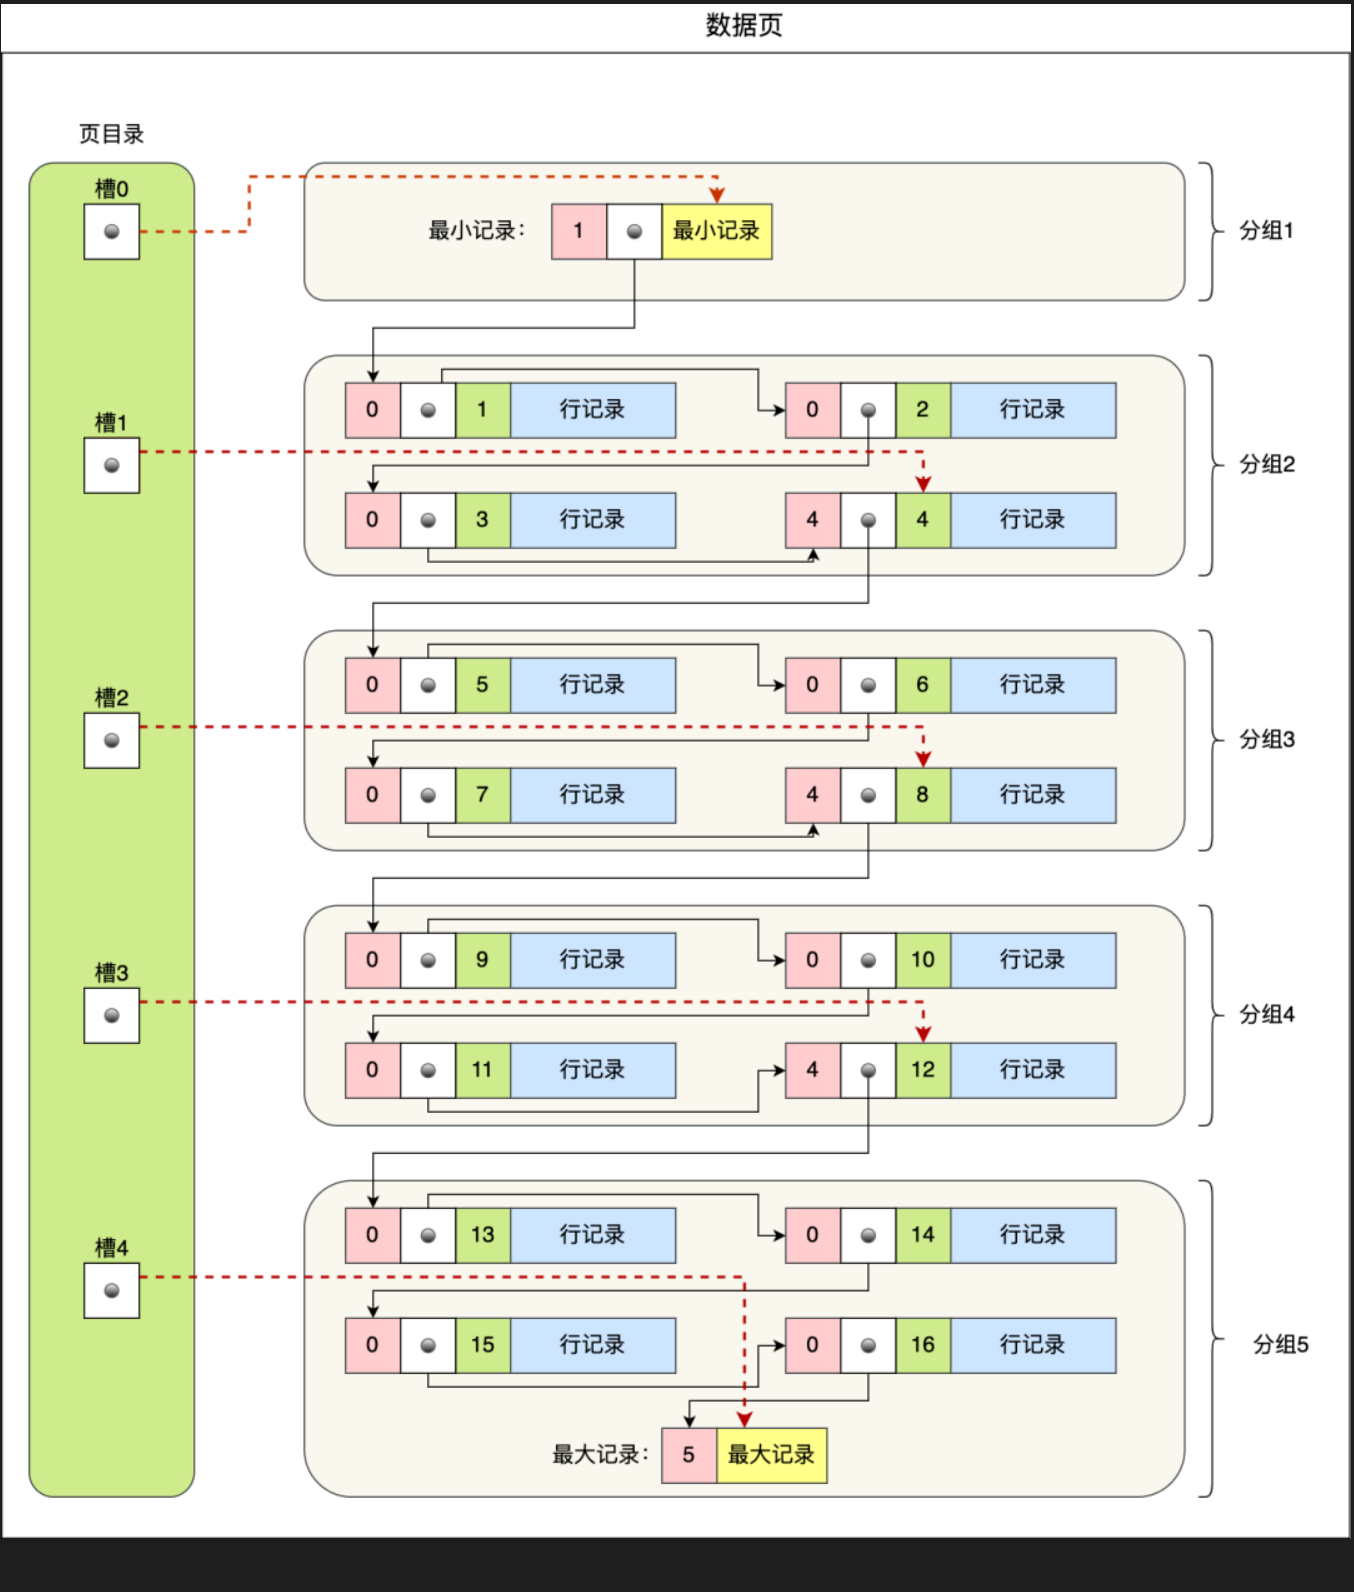 数据页
页目录
槽0
最小记录： 1 最小记录
分组1
槽1
0 1 行记录 0 2 行记录
分组2
0 3 行记录 4 4 行记录
槽2
0 5 行记录 0 6 行记录
分组3
0 7 行记录 4 8 行记录
槽3
0 9 行记录 0 10 行记录
分组4
0 11 行记录 4 12 行记录
槽4
0 13 行记录 0 14 行记录
0 15 行记录 0 16 行记录
分组5
最大记录： 5 最大记录